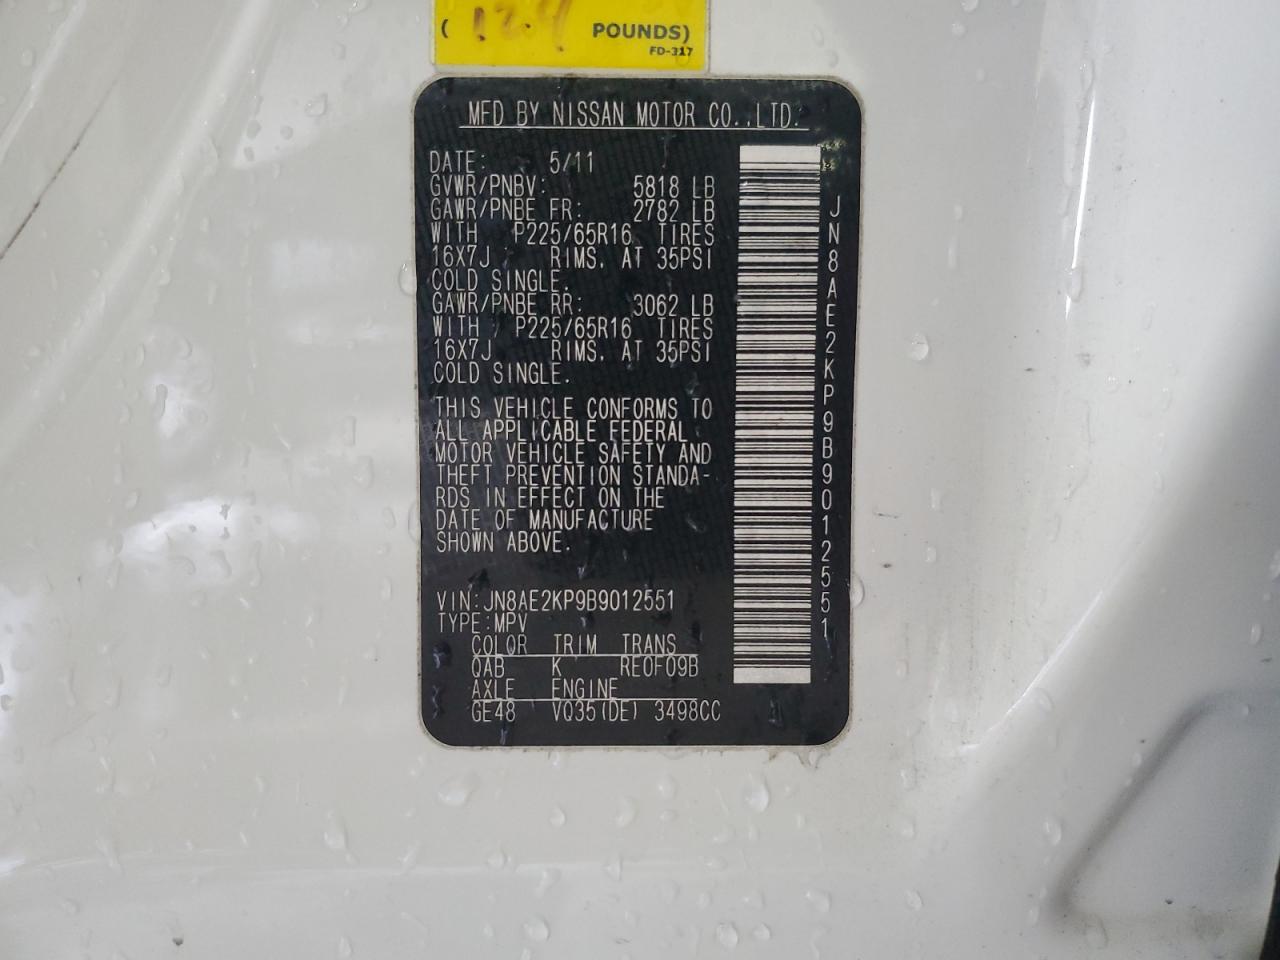 ( 12.4 POUNDS)
FD-317
MFD BY NISSAN MOTOR CO.,LTD.
DATE: 5/11
GVWR/PNBV: 5818 LB
GAWR/PNBE FR: 2782 LB
WITH P225/65R16 TIRES
16X7J RIMS, AT 35PSI
COLD SINGLE.
GAWR/PNBE RR: 3062 LB
WITH P225/65R16 TIRES
16X7J RIMS, AT 35PSI
COLD SINGLE.
THIS VEHICLE CONFORMS TO
ALL APPLICABLE FEDERAL
MOTOR VEHICLE SAFETY AND
THEFT PREVENTION STANDA-
RDS IN EFFECT ON THE
DATE OF MANUFACTURE
SHOWN ABOVE.
VIN:JN8AE2KP9B9012551
TYPE:MPV
COLOR TRIM TRANS
QAB K RE0F09B
AXLE ENGINE
GE48 VQ35(DE) 3498CC
JN8AE2KP9B9012551